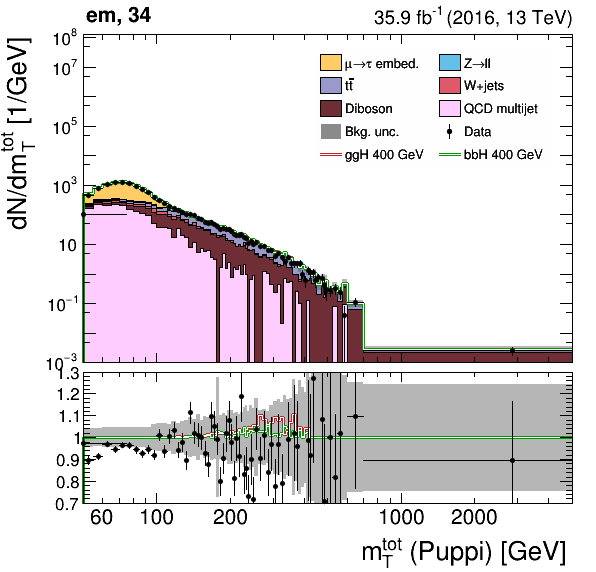 em, 34
35.9 fb⁻¹ (2016, 13 TeV)
dN/dm_T^tot [1/GeV]
10⁸
10⁷
10⁵
10³
10
10⁻¹
10⁻³
μ→τ embed.
Z→ll
tt̄
W+jets
Diboson
QCD multijet
Bkg. unc.
Data
ggH 400 GeV
bbH 400 GeV
1.3
1.2
1.1
1
0.9
0.8
0.7
60
100
200
1000
2000
m_T^tot (Puppi) [GeV]